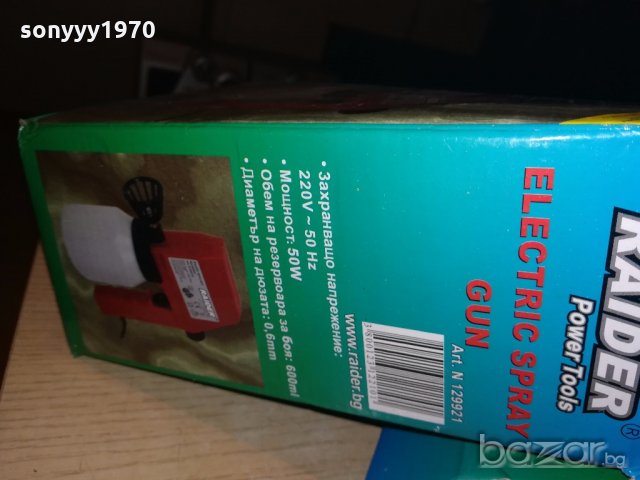 sonyyy1970
RAIDER®
Power Tools
ELECTRIC SPRAY
GUN
Art. N 129921
www.raider.bg
• Захранващо напрежение:
220V ~ 50 Hz
• Мощност: 50W
• Обем на резервоара за боя: 600ml
• Диаметър на дюзата: 0,6mm
bazar.bg